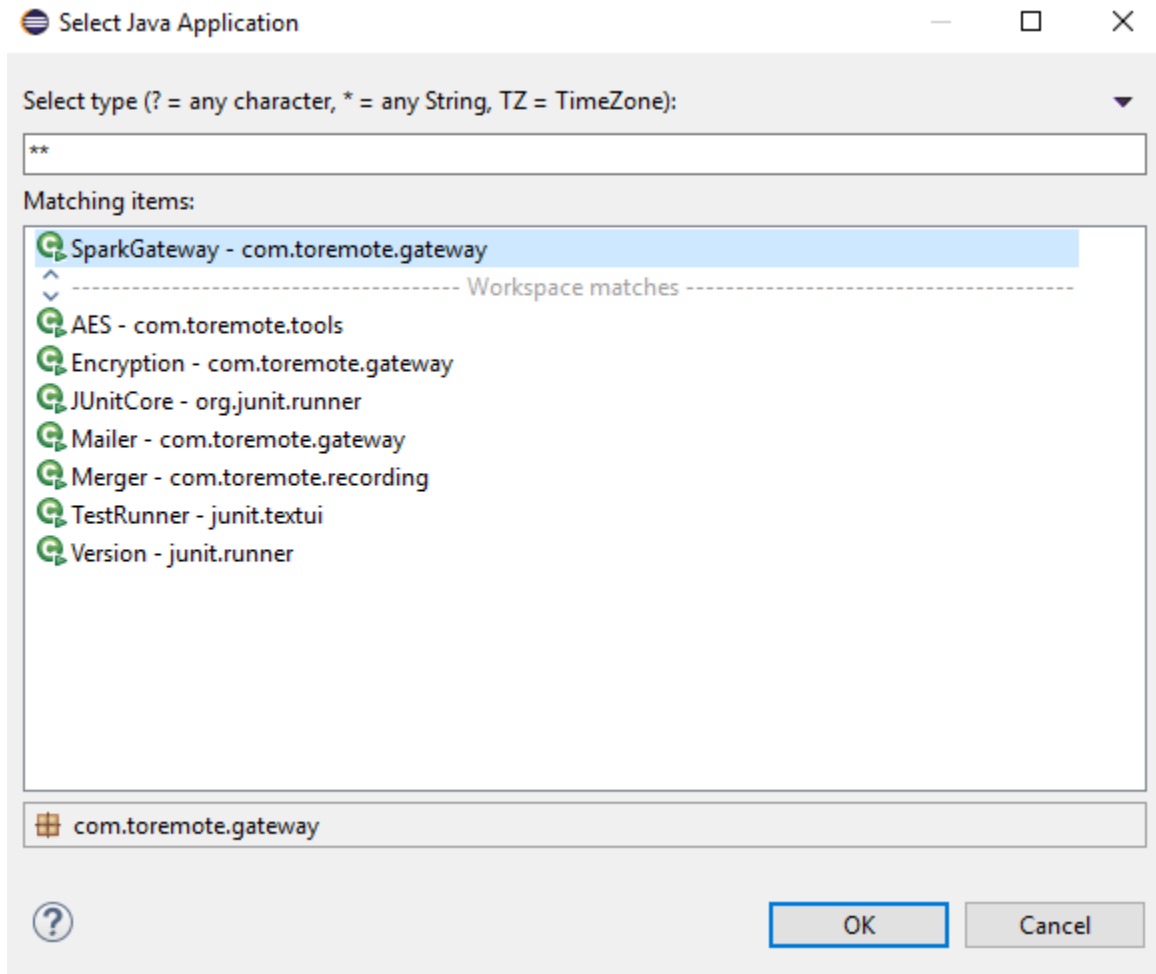 Select Java Application
Select type (? = any character, * = any String, TZ = TimeZone):
**
Matching items:
SparkGateway - com.toremote.gateway
--------------------------------------- Workspace matches ---------------------------------------
AES - com.toremote.tools
Encryption - com.toremote.gateway
JUnitCore - org.junit.runner
Mailer - com.toremote.gateway
Merger - com.toremote.recording
TestRunner - junit.textui
Version - junit.runner
com.toremote.gateway
? OK Cancel